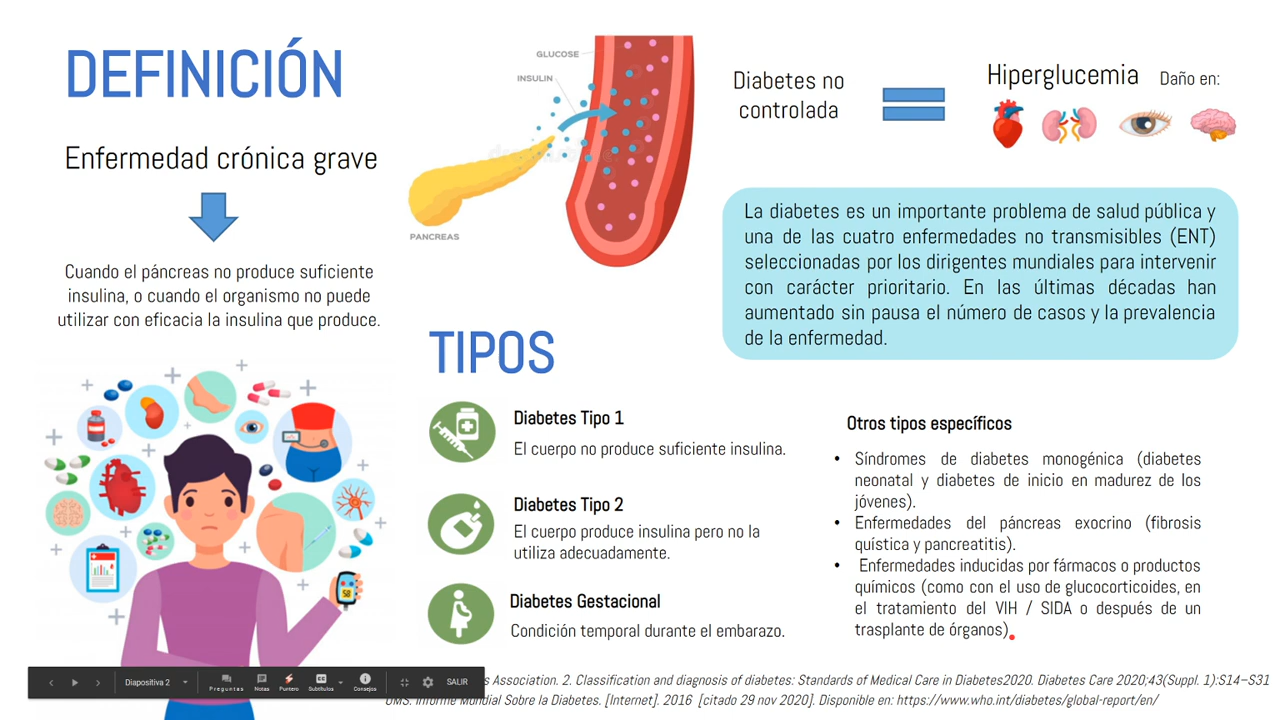 DEFINICIÓN
Enfermedad crónica grave
Cuando el páncreas no produce suficiente
insulina, o cuando el organismo no puede
utilizar con eficacia la insulina que produce.
GLUCOSE
INSULIN
PANCREAS
Diabetes no
controlada
Hiperglucemia
Daño en:
La diabetes es un importante problema de salud pública y
una de las cuatro enfermedades no transmisibles (ENT)
seleccionadas por los dirigentes mundiales para intervenir
con carácter prioritario. En las últimas décadas han
aumentado sin pausa el número de casos y la prevalencia
de la enfermedad.
TIPOS
Diabetes Tipo 1
El cuerpo no produce suficiente insulina.
Diabetes Tipo 2
El cuerpo produce insulina pero no la
utiliza adecuadamente.
Diabetes Gestacional
Condición temporal durante el embarazo.
Otros tipos específicos
• Síndromes de diabetes monogénica (diabetes
neonatal y diabetes de inicio en madurez de los
jóvenes).
• Enfermedades del páncreas exocrino (fibrosis
quística y pancreatitis).
• Enfermedades inducidas por fármacos o productos
químicos (como con el uso de glucocorticoides, en
el tratamiento del VIH / SIDA o después de un
trasplante de órganos)
58
Diapositiva 2
Preguntas
Notas
Puntero
Subtítulos
Consejos
SALIR
s Association. 2. Classification and diagnosis of diabetes: Standards of Medical Care in Diabetes2020. Diabetes Care 2020;43(Suppl. 1):S14–S31
OMS. Informe Mundial Sobre la Diabetes. [Internet]. 2016 [citado 29 nov 2020]. Disponible en: https://www.who.int/diabetes/global-report/en/